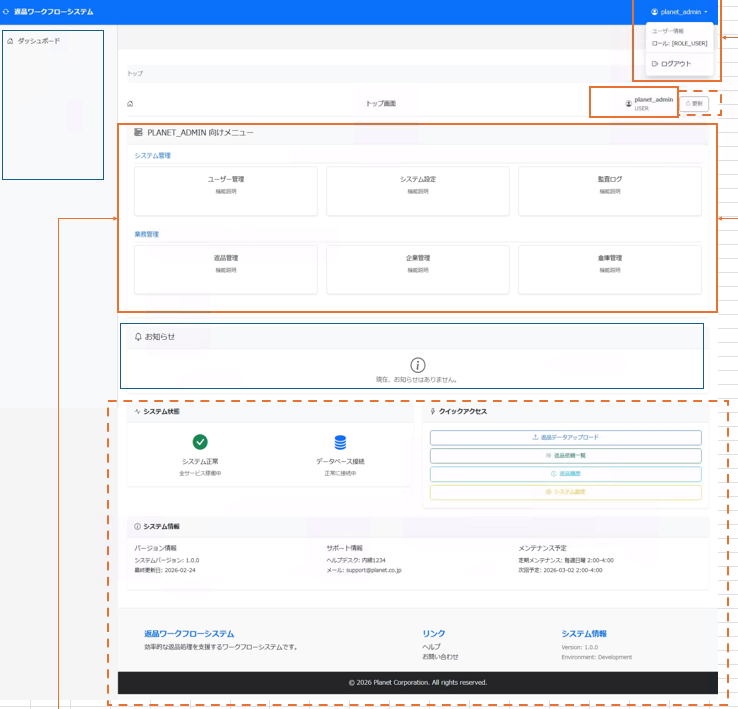 返品ワークフローシステム
planet_admin
ユーザー情報
ロール: [ROLE_USER]
ログアウト
ダッシュボード
トップ
トップ画面
planet_admin
USER
更新
PLANET_ADMIN 向けメニュー
システム管理
ユーザー管理
機能説明
システム設定
機能説明
監査ログ
機能説明
業務管理
返品管理
機能説明
企業管理
機能説明
倉庫管理
機能説明
お知らせ
現在、お知らせはありません。
システム状態
システム正常
全サービス稼働中
データベース接続
正常に接続中
クイックアクセス
返品データアップロード
返品依頼一覧
返品履歴
システム設定
システム情報
バージョン情報
システムバージョン: 1.0.0
最終更新日: 2026-02-24
サポート情報
ヘルプデスク: 内線1234
メール: support@planet.co.jp
メンテナンス予定
定期メンテナンス: 毎週日曜 2:00-4:00
次回予定: 2026-03-02 2:00-4:00
返品ワークフローシステム
効率的な返品処理を支援するワークフローシステムです。
リンク
ヘルプ
お問い合わせ
システム情報
Version: 1.0.0
Environment: Development
© 2026 Planet Corporation. All rights reserved.